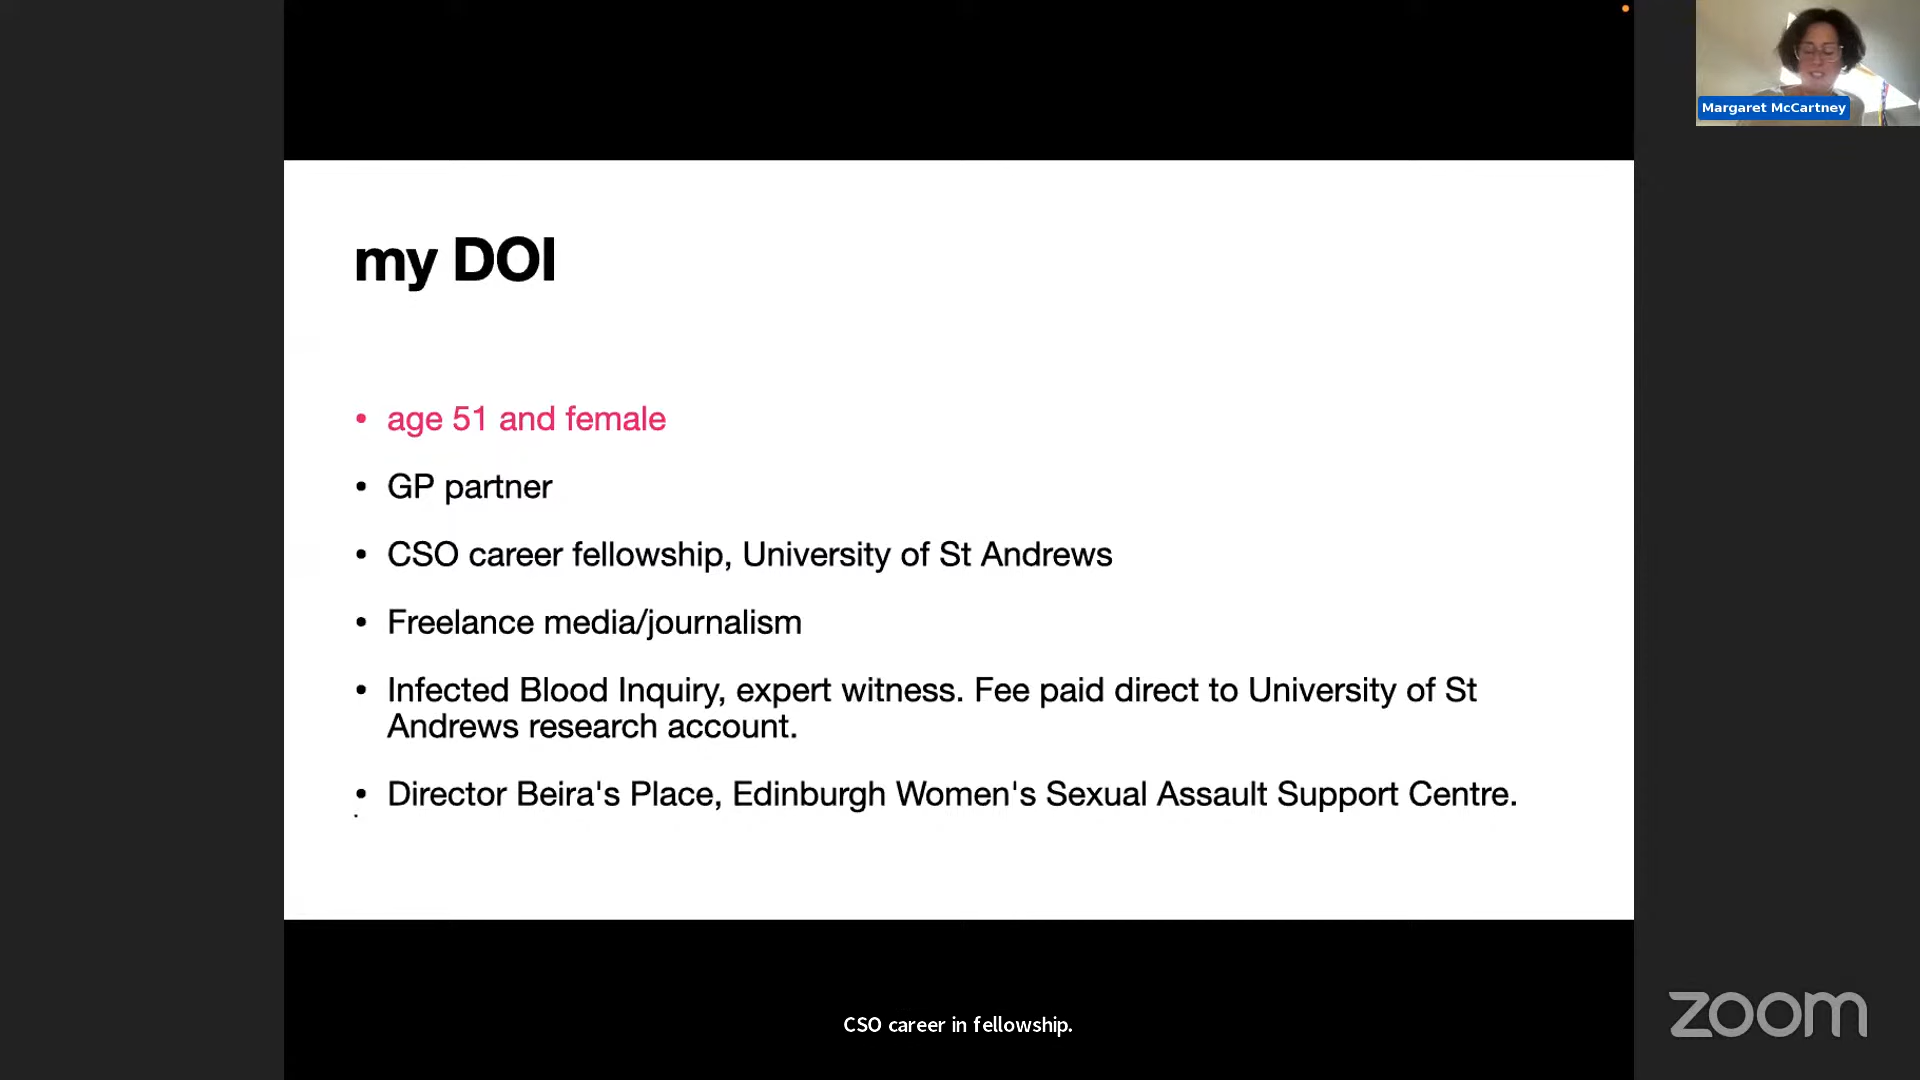 Margaret McCartney
my DOI
• age 51 and female
• GP partner
• CSO career fellowship, University of St Andrews
• Freelance media/journalism
• Infected Blood Inquiry, expert witness. Fee paid direct to University of St
Andrews research account.
• Director Beira's Place, Edinburgh Women's Sexual Assault Support Centre.
CSO career in fellowship.
zoom